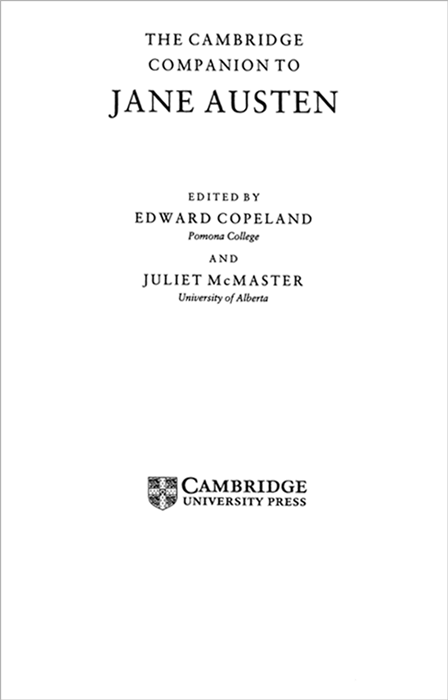 THE CAMBRIDGE
COMPANION TO
JANE AUSTEN
EDITED BY
EDWARD COPELAND
Pomona College
AND
JULIET McMASTER
University of Alberta
CAMBRIDGE
UNIVERSITY PRESS